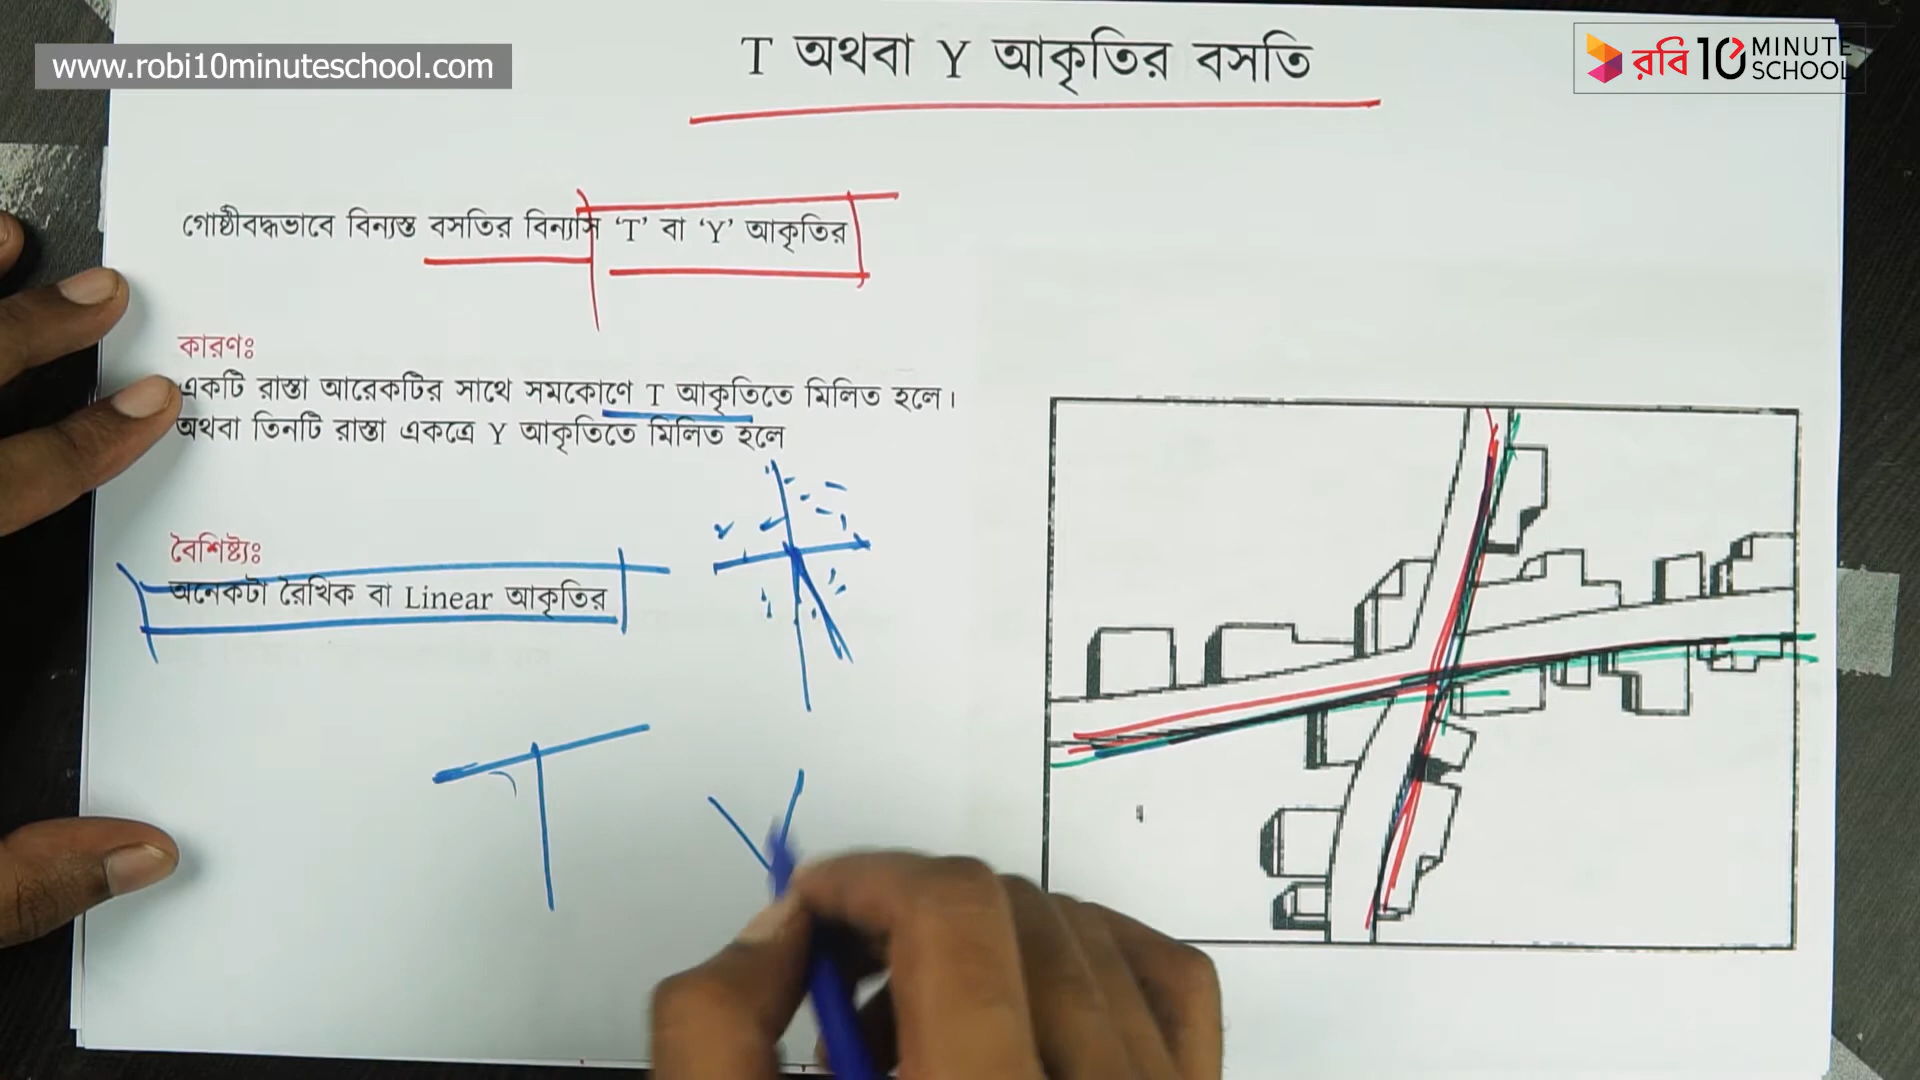 www.robi10minuteschool.com
T অথবা Y আকৃতির বসতি
রবি 10 MINUTE SCHOOL
গোষ্ঠীবদ্ধভাবে বিন্যস্ত বসতির বিন্যাস ‘T’ বা ‘Y’ আকৃতির
কারণঃ
একটি রাস্তা আরেকটির সাথে সমকোণে T আকৃতিতে মিলিত হলে।
অথবা তিনটি রাস্তা একত্রে Y আকৃতিতে মিলিত হলে
বৈশিষ্ট্যঃ
অনেকটা রৈখিক বা Linear আকৃতির
T Y